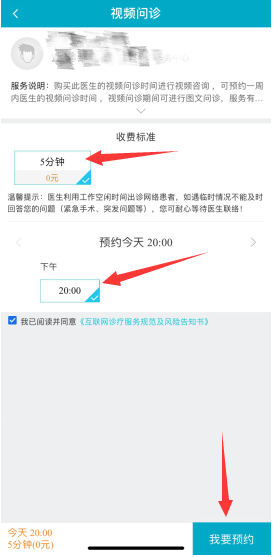 视频问诊
务中心
服务说明：购买此医生的视频问诊时间进行视频咨询，可预约一周
内医生的视频问诊时间，视频问诊期间可进行图文问诊，服务有...
收费标准
5分钟
0元
温馨提示：医生利用工作空闲时间出诊网络患者，如遇临时情况不能及时
回答您的问题（紧急手术、突发问题等），您可耐心等待医生联络！
预约今天 20:00
下午
20:00
我已阅读并同意《互联网诊疗服务规范及风险告知书》
今天 20:00
5分钟(0元)
我要预约